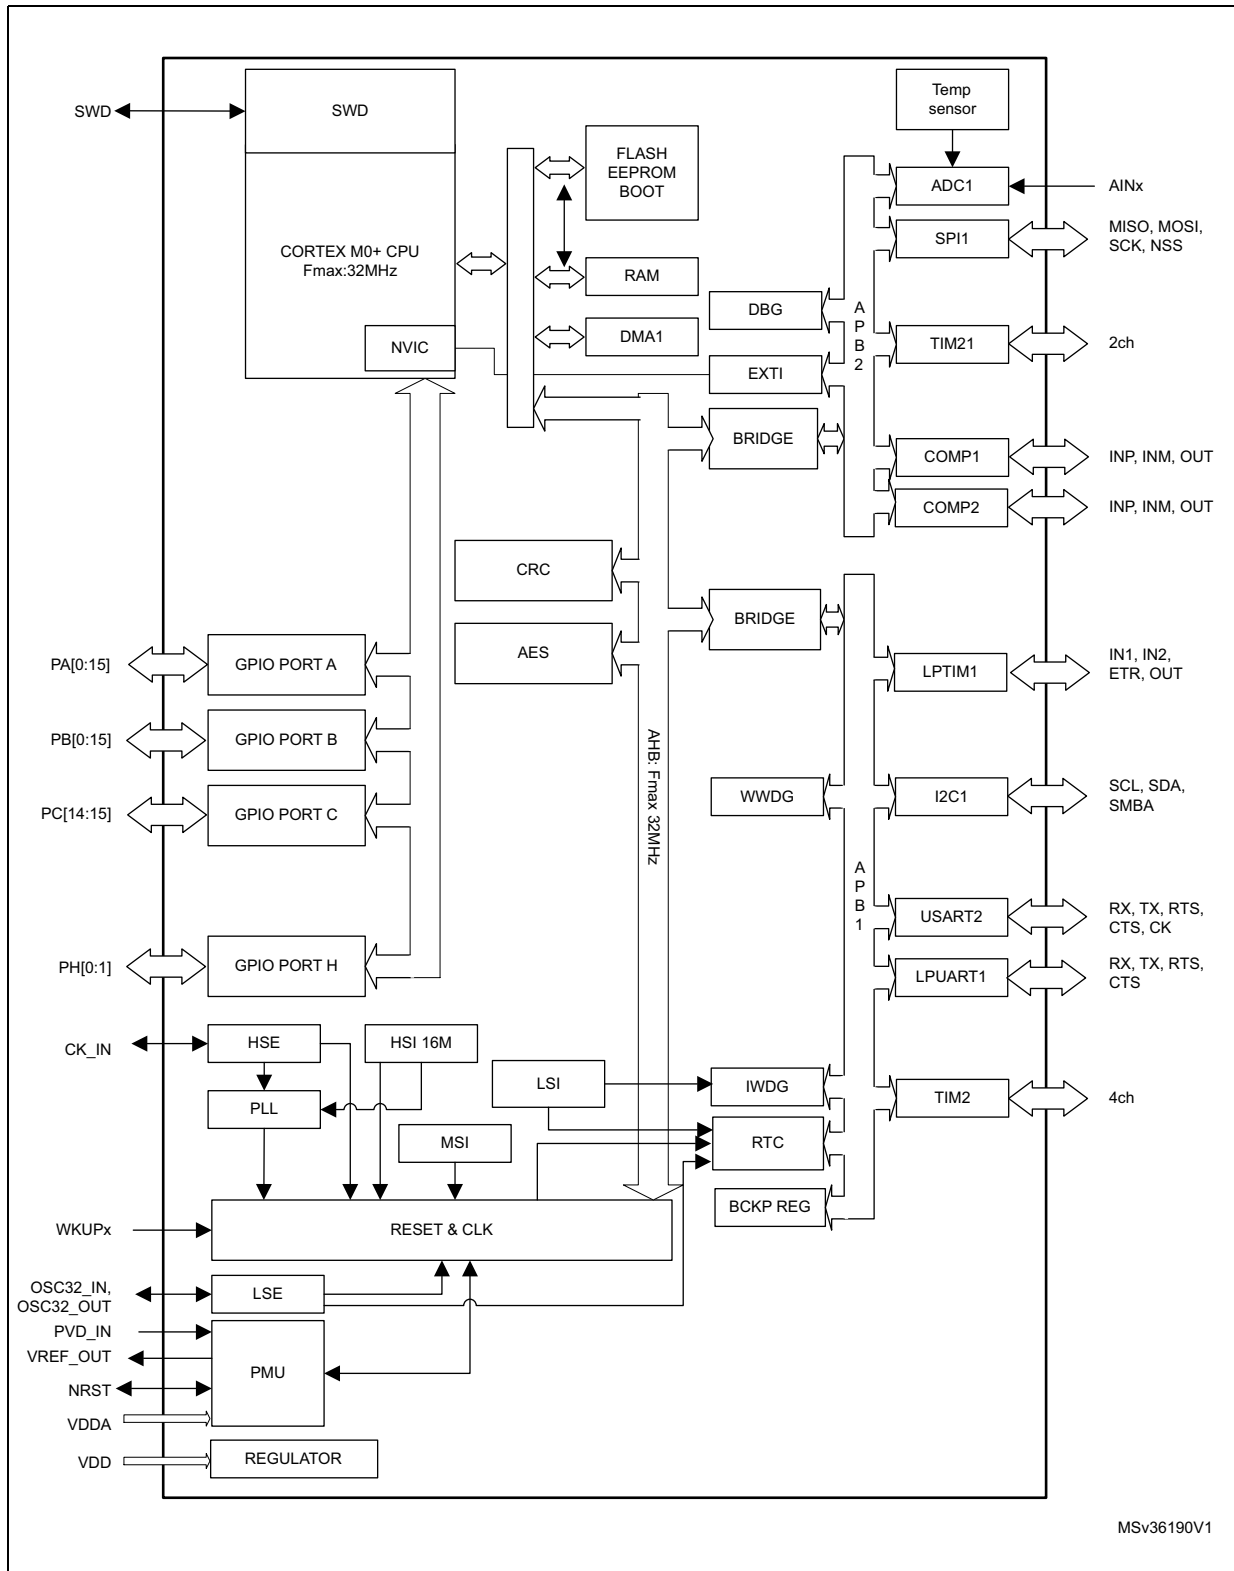 SWD
SWD
Temp
sensor
FLASH
EEPROM
BOOT
ADC1
AINx
CORTEX M0+ CPU
Fmax:32MHz
SPI1
MISO, MOSI,
SCK, NSS
RAM
DBG
APB2
NVIC
DMA1
TIM21
2ch
EXTI
BRIDGE
COMP1
INP, INM, OUT
COMP2
INP, INM, OUT
CRC
BRIDGE
AES
PA[0:15]
GPIO PORT A
LPTIM1
IN1, IN2,
ETR, OUT
PB[0:15]
GPIO PORT B
AHB: Fmax 32MHz
PC[14:15]
GPIO PORT C
WWDG
I2C1
SCL, SDA,
SMBA
APB1
USART2
RX, TX, RTS,
CTS, CK
PH[0:1]
GPIO PORT H
LPUART1
RX, TX, RTS,
CTS
CK_IN
HSE
HSI 16M
LSI
IWDG
PLL
TIM2
4ch
MSI
RTC
BCKP REG
WKUPx
RESET & CLK
OSC32_IN,
OSC32_OUT
LSE
PVD_IN
VREF_OUT
PMU
NRST
VDDA
VDD
REGULATOR
MSv36190V1